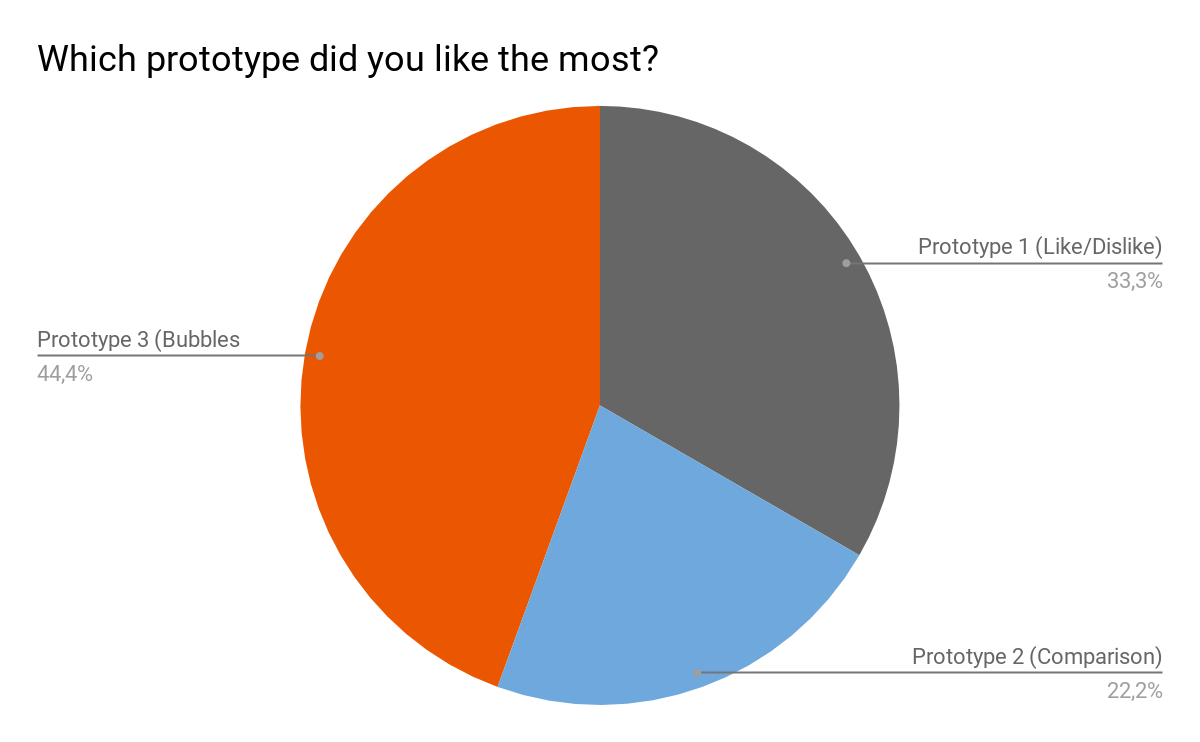 Which prototype did you like the most?
Prototype 1 (Like/Dislike)
33,3%
Prototype 3 (Bubbles
44,4%
Prototype 2 (Comparison)
22,2%